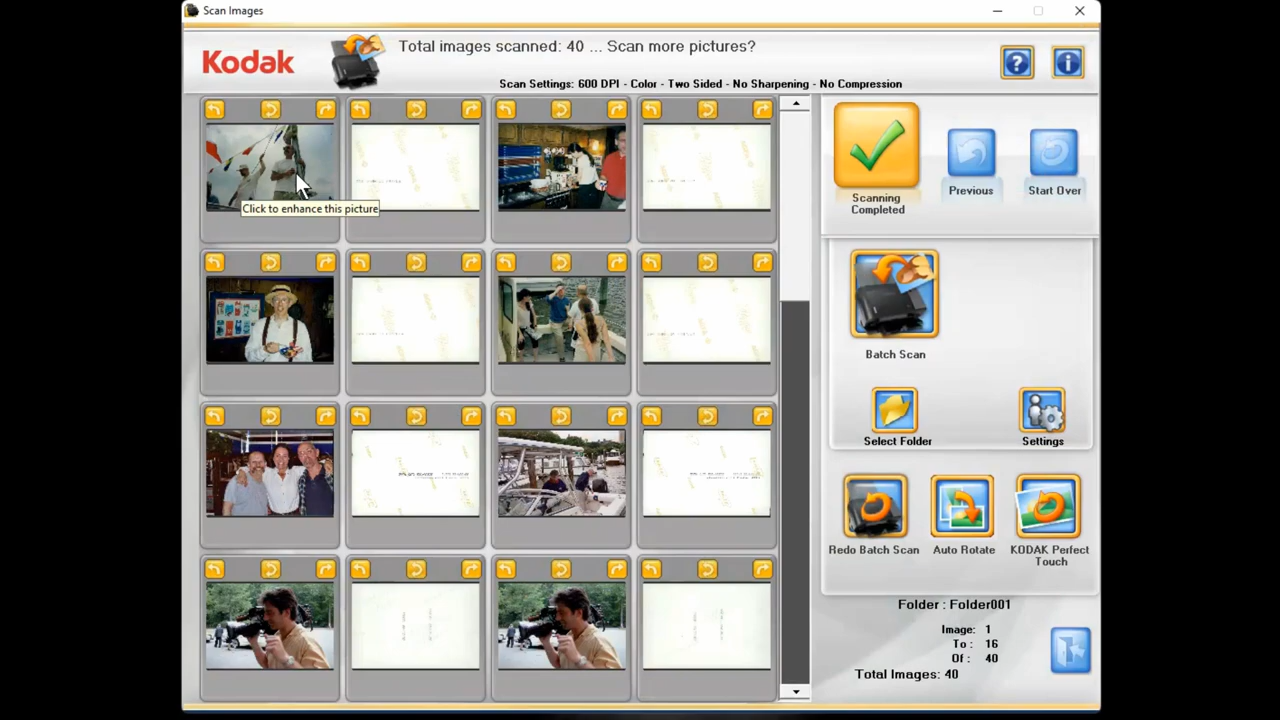 Scan Images
Kodak
Total images scanned: 40 ... Scan more pictures?
Scan Settings: 600 DPI - Color - Two Sided - No Sharpening - No Compression
Click to enhance this picture
Scanning
Completed
Previous
Start Over
Batch Scan
Select Folder
Settings
Redo Batch Scan
Auto Rotate
KODAK Perfect
Touch
Folder : Folder001
Image: 1
To : 16
Of : 40
Total Images: 40